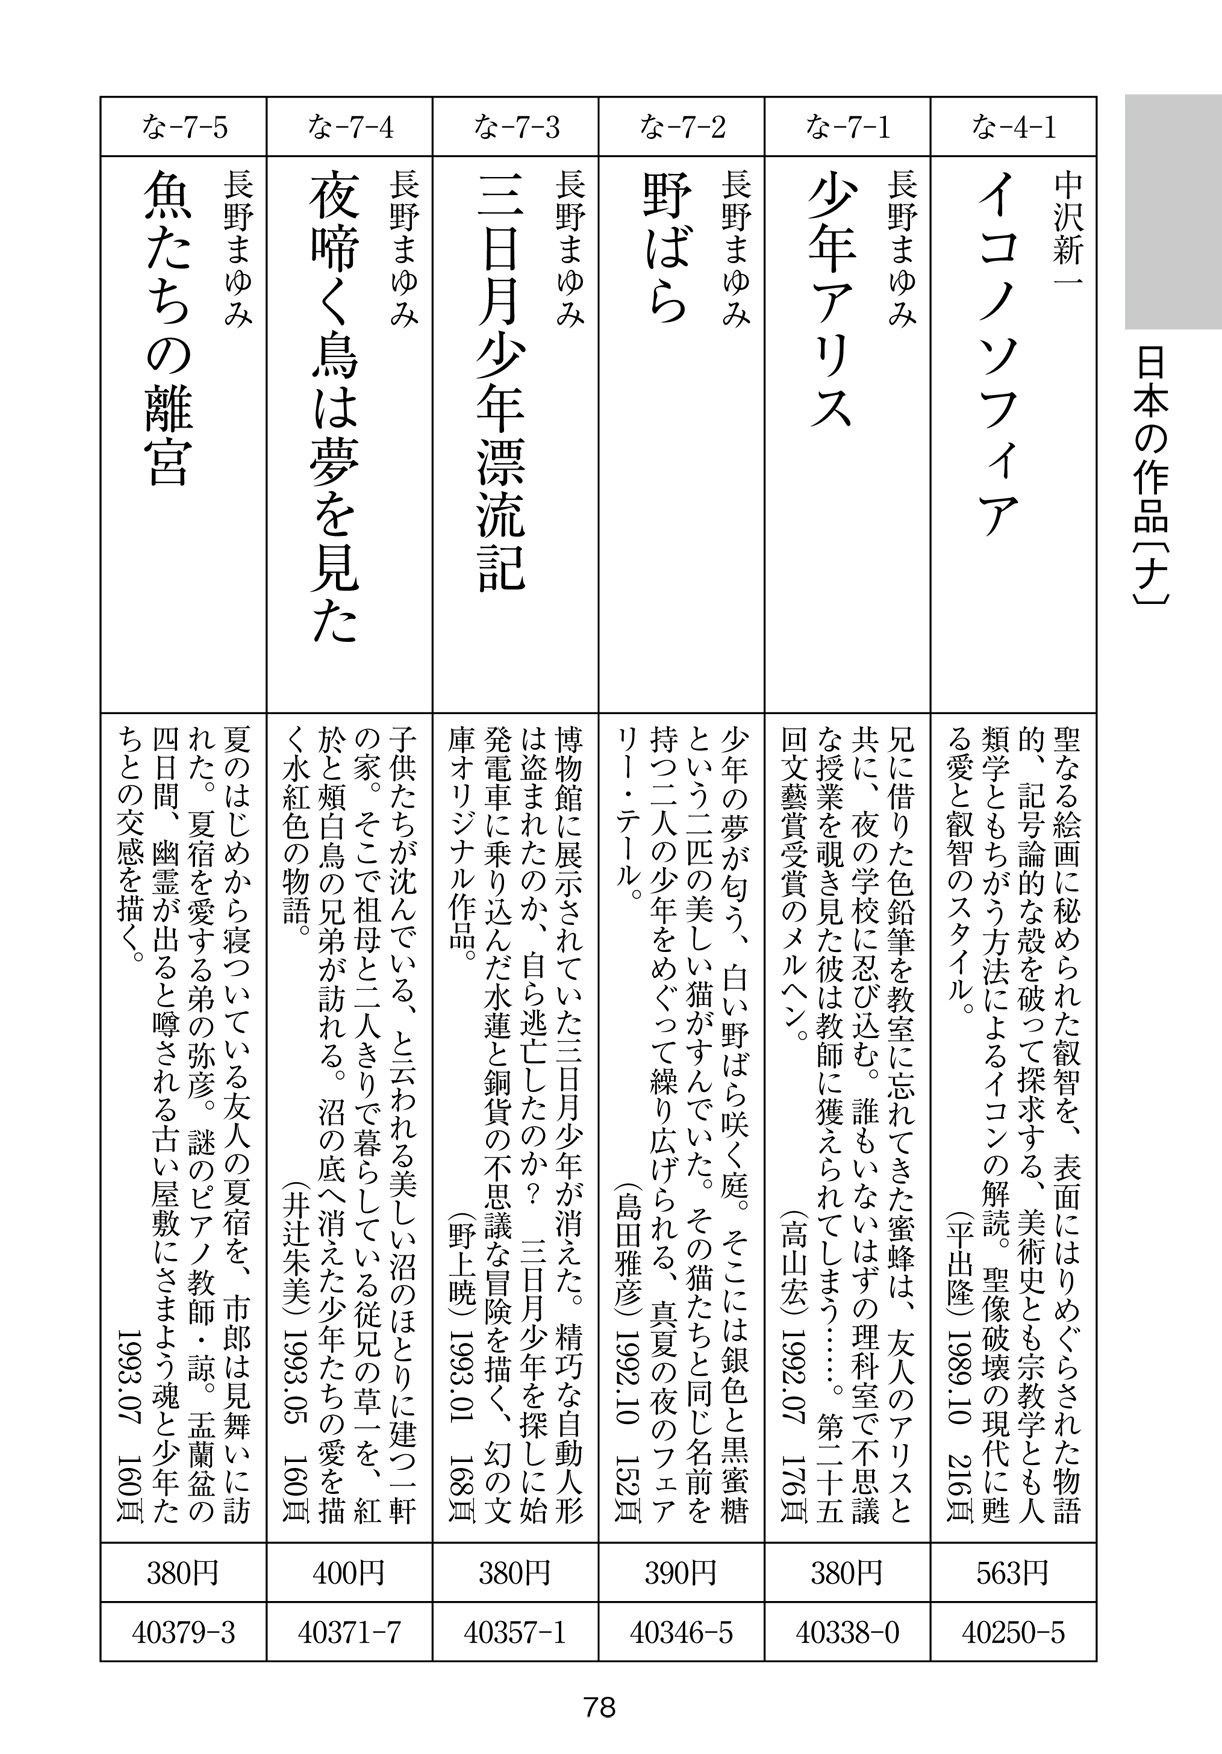 日本の作品〔ナ〕
な-4-1
中沢新一
イコノソフィア
聖なる絵画に秘められた叡智を、表面にはりめぐらされた物語
的、記号論的な殻を破って探求する、美術史とも宗教学とも人
類学ともちがう方法によるイコンの解読。聖像破壊の現代に甦
る愛と叡智のスタイル。
(平出隆) 1989.10 216頁
563円
40250-5
な-7-1
長野まゆみ
少年アリス
兄に借りた色鉛筆を教室に忘れてきた蜜蜂は、友人のアリスと
共に、夜の学校に忍び込む。誰もいないはずの理科室で不思議
な授業を覗き見た彼は教師に獲えられてしまう……。第二十五
回文藝賞受賞のメルヘン。
(高山宏) 1992.07 176頁
380円
40338-0
な-7-2
長野まゆみ
野ばら
少年の夢が匂う、白い野ばら咲く庭。そこには銀色と黒蜜糖
という二匹の美しい猫がすんでいた。その猫たちと同じ名前を
持つ二人の少年をめぐって繰り広げられる、真夏の夜のフェア
リー・テール。
(島田雅彦) 1992.10 152頁
390円
40346-5
な-7-3
長野まゆみ
三日月少年漂流記
博物館に展示されていた三日月少年が消えた。精巧な自動人形
は盗まれたのか、自ら逃亡したのか? 三日月少年を探しに始
発電車に乗り込んだ水蓮と銅貨の不思議な冒険を描く、幻の文
庫オリジナル作品。
(野上暁) 1993.01 168頁
380円
40357-1
な-7-4
長野まゆみ
夜啼く鳥は夢を見た
子供たちが沈んでいる、と云われる美しい沼のほとりに建つ一軒
の家。そこで祖母と二人きりで暮らしている従兄の草一を、紅
於と頬白鳥の兄弟が訪れる。沼の底へ消えた少年たちの愛を描
く水紅色の物語。
(井辻朱美) 1993.05 160頁
400円
40371-7
な-7-5
長野まゆみ
魚たちの離宮
夏のはじめから寝ついている友人の夏宿を、市郎は見舞いに訪
れた。夏宿を愛する弟の弥彦。謎のピアノ教師・諒。盂蘭盆の
四日間、幽霊が出ると噂される古い屋敷にさまよう魂と少年た
ちとの交感を描く。
1993.07 160頁
380円
40379-3
78